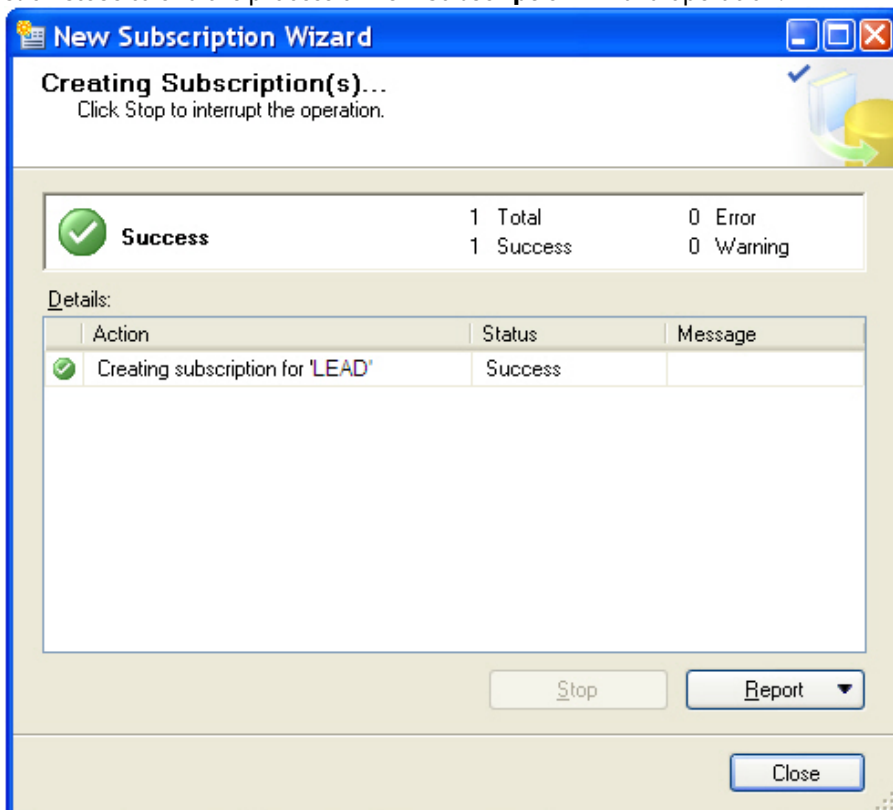 New Subscription Wizard
Creating Subscription(s)...
Click Stop to interrupt the operation.
Success 1 Total 0 Error
1 Success 0 Warning
Details:
Action Status Message
Creating subscription for 'LEAD' Success
Stop Report
Close